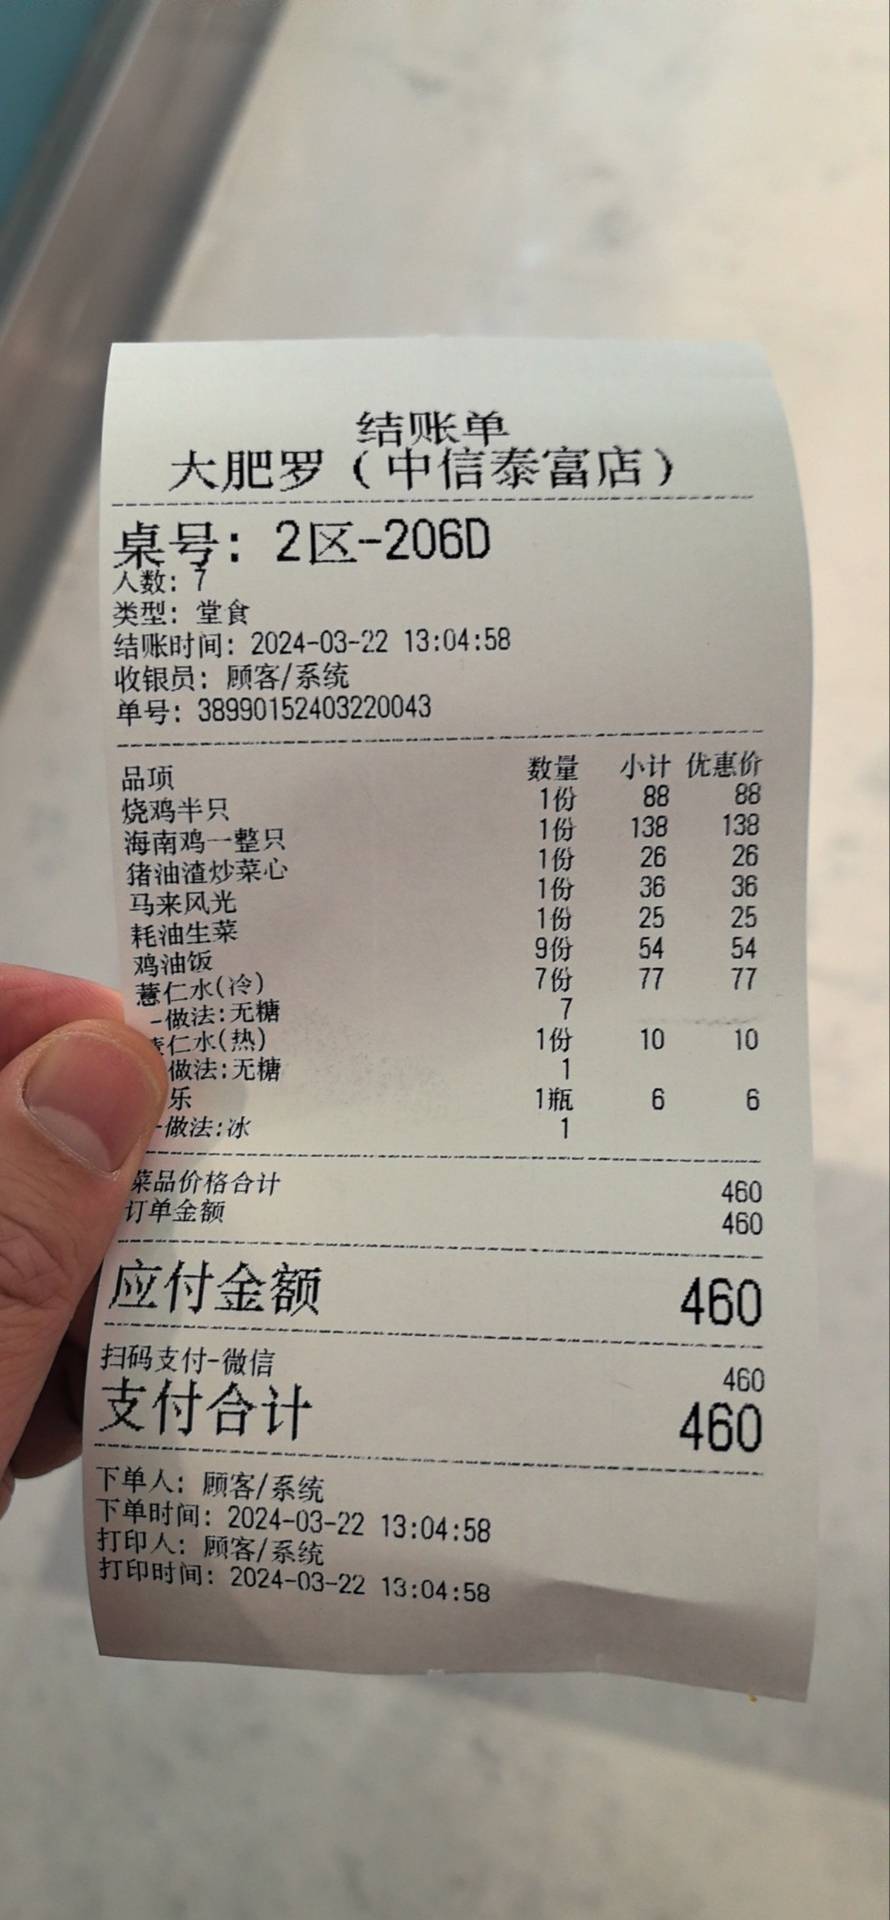 结账单
大肥罗（中信泰富店）
桌号: 2区-206D
人数: 7
类型: 堂食
结账时间: 2024-03-22 13:04:58
收银员: 顾客/系统
单号: 38990152403220043
品项 数量 小计 优惠价
烧鸡半只 1份 88 88
海南鸡一整只 1份 138 138
猪油渣炒菜心 1份 26 26
马来风光 1份 36 36
耗油生菜 1份 25 25
鸡油饭 9份 54 54
薏仁水(冷) 7份 77 77
-做法:无糖 7
仁水(热) 1份 10 10
做法:无糖 1
乐 1瓶 6 6
-做法:冰 1
菜品价格合计 460
订单金额 460
应付金额 460
扫码支付-微信 460
支付合计 460
下单人: 顾客/系统
下单时间: 2024-03-22 13:04:58
打印人: 顾客/系统
打印时间: 2024-03-22 13:04:58